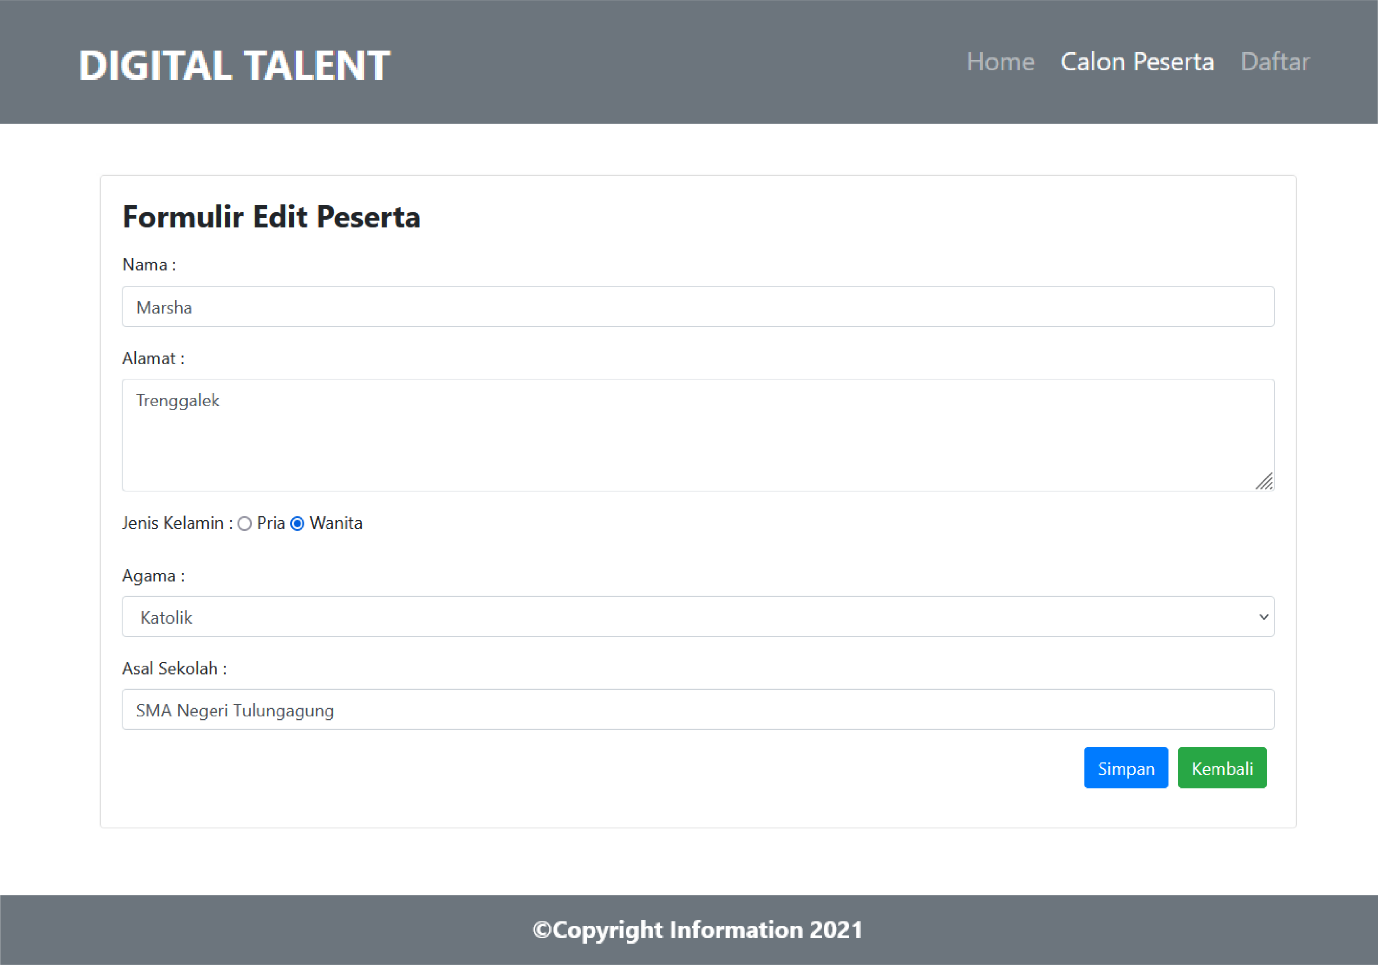 DIGITAL TALENT
Home Calon Peserta Daftar
Formulir Edit Peserta
Nama :
Marsha
Alamat :
Trenggalek
Jenis Kelamin : Pria Wanita
Agama :
Katolik
Asal Sekolah :
SMA Negeri Tulungagung
Simpan Kembali
©Copyright Information 2021